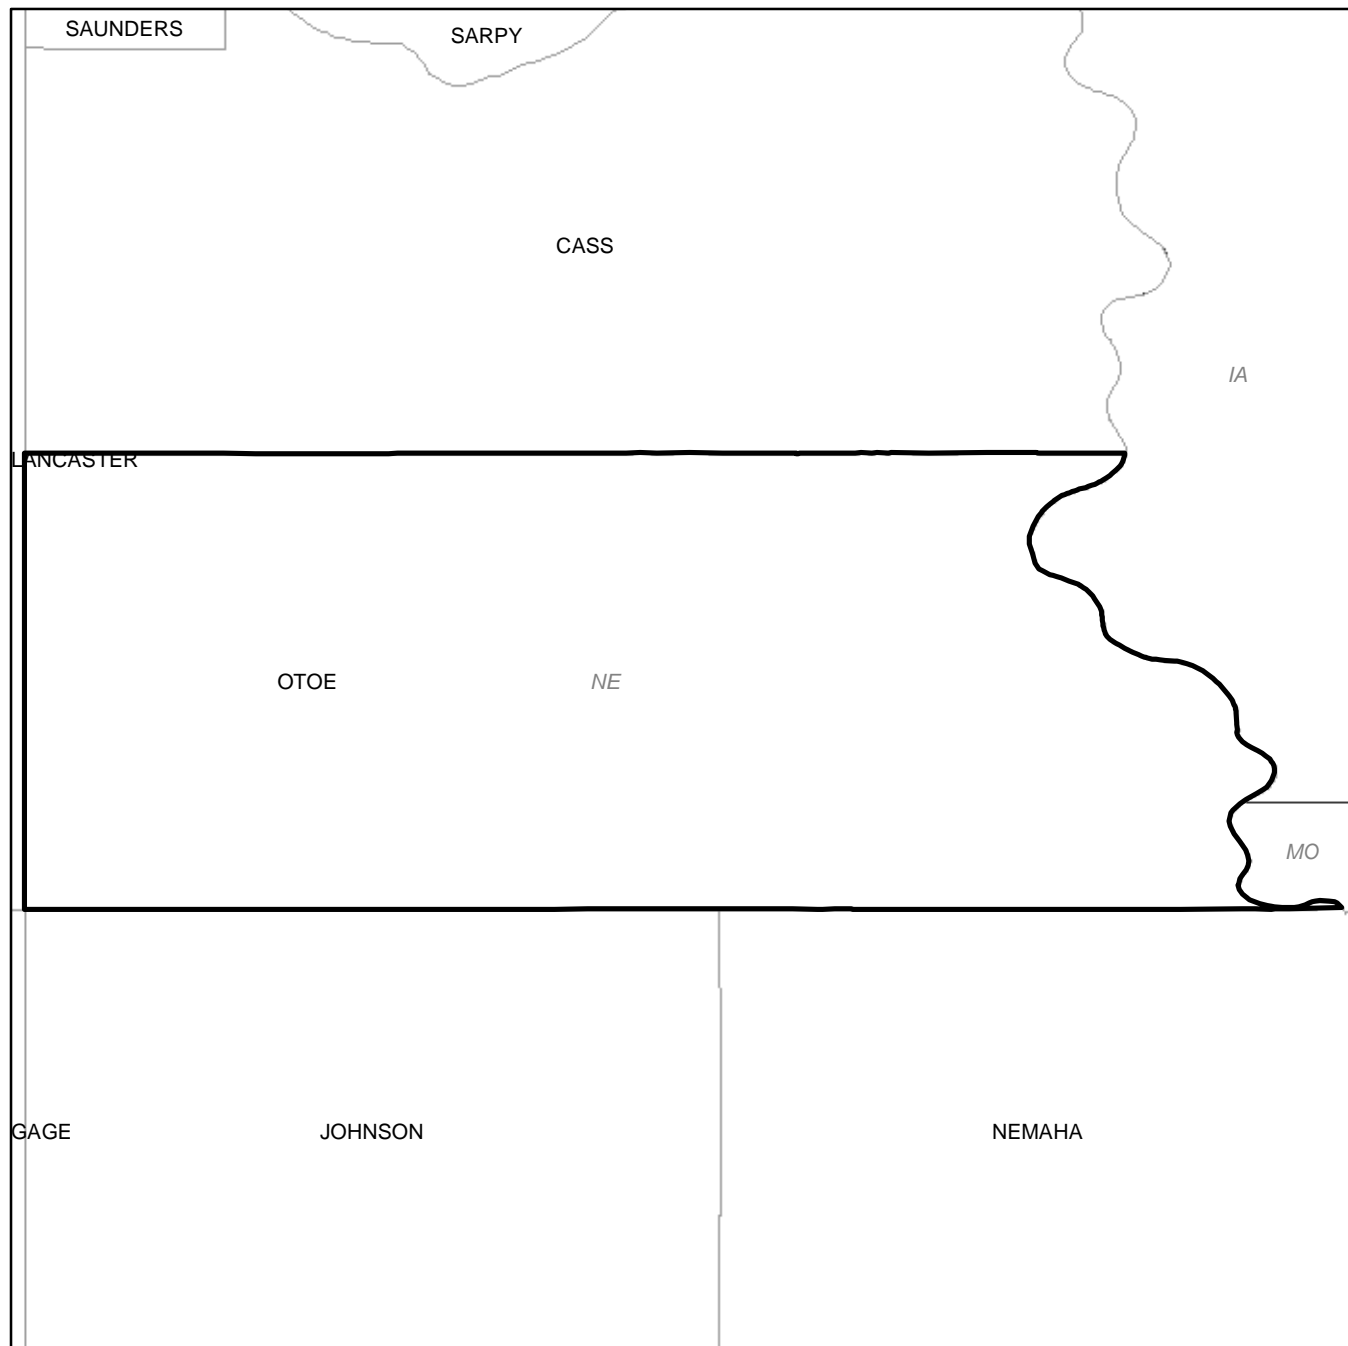 SAUNDERS
SARPY
CASS
IA
LANCASTER
OTOE
NE
MO
GAGE
JOHNSON
NEMAHA